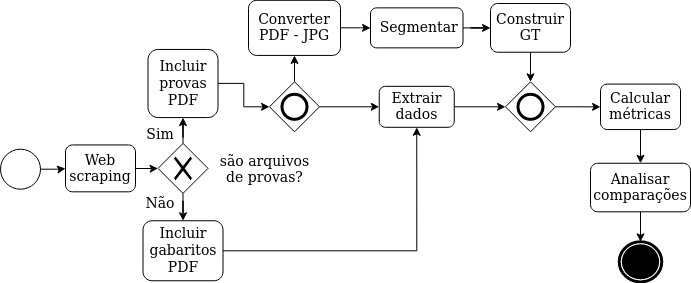 Converter
PDF - JPG
Segmentar
Construir
GT
Incluir
provas
PDF
Extrair
dados
Calcular
métricas
Sim
Web
scraping
são arquivos
de provas?
Analisar
comparações
Não
Incluir
gabaritos
PDF